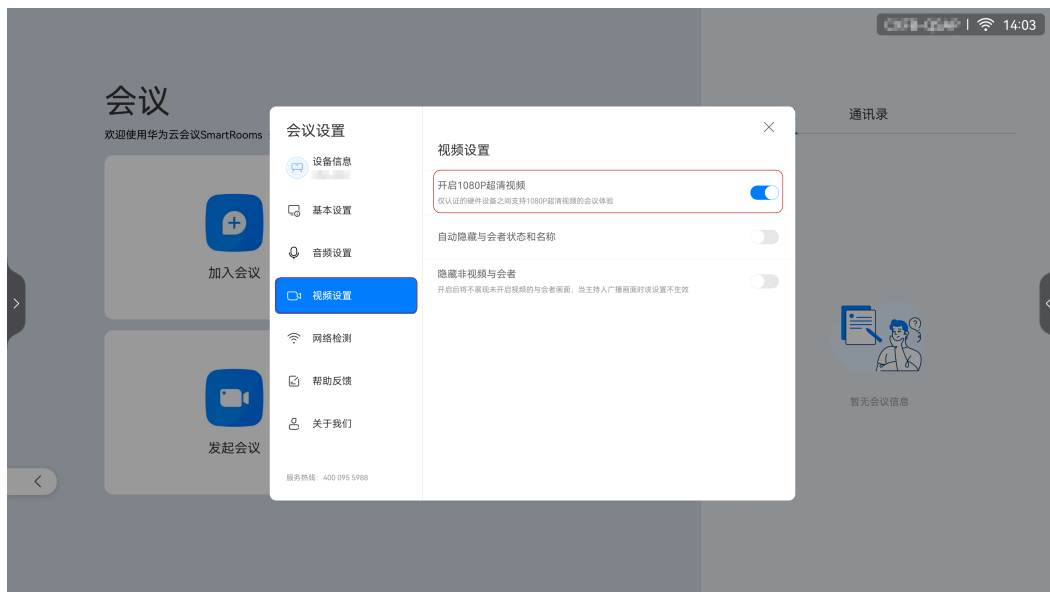 14:03
会议
欢迎使用华为云会议SmartRooms
加入会议
发起会议
会议设置
设备信息
基本设置
音频设置
视频设置
网络检测
帮助反馈
关于我们
服务热线：400 095 5988
视频设置
开启1080P超清视频
仅认证的硬件设备之间支持1080P超清视频的会议体验
自动隐藏与会者状态和名称
隐藏非视频与会者
开启后将不展现未开启视频的与会者画面，当主持人广播画面时该设置不生效
通讯录
暂无会议信息